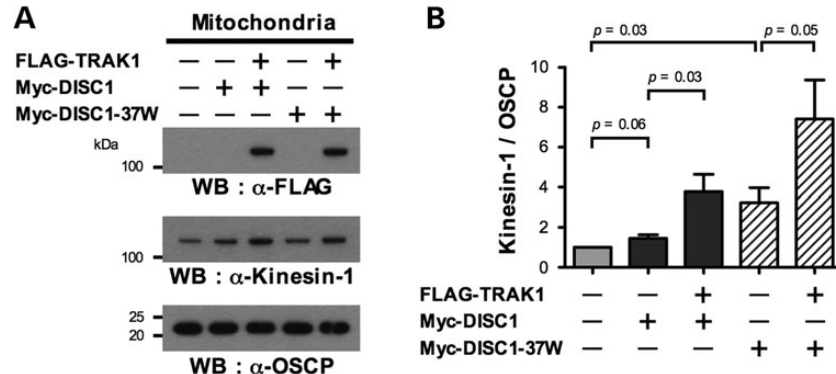 A
Mitochondria
FLAG-TRAK1 — — + — +
Myc-DISC1 — + + — —
Myc-DISC1-37W — — — + +
kDa
100
WB : α-FLAG
100
WB : α-Kinesin-1
25
20
WB : α-OSCP
B
p = 0.03
p = 0.05
p = 0.03
p = 0.06
Kinesin-1 / OSCP
10
8
6
4
2
0
FLAG-TRAK1 — — + — +
Myc-DISC1 — + + — —
Myc-DISC1-37W — — — + +